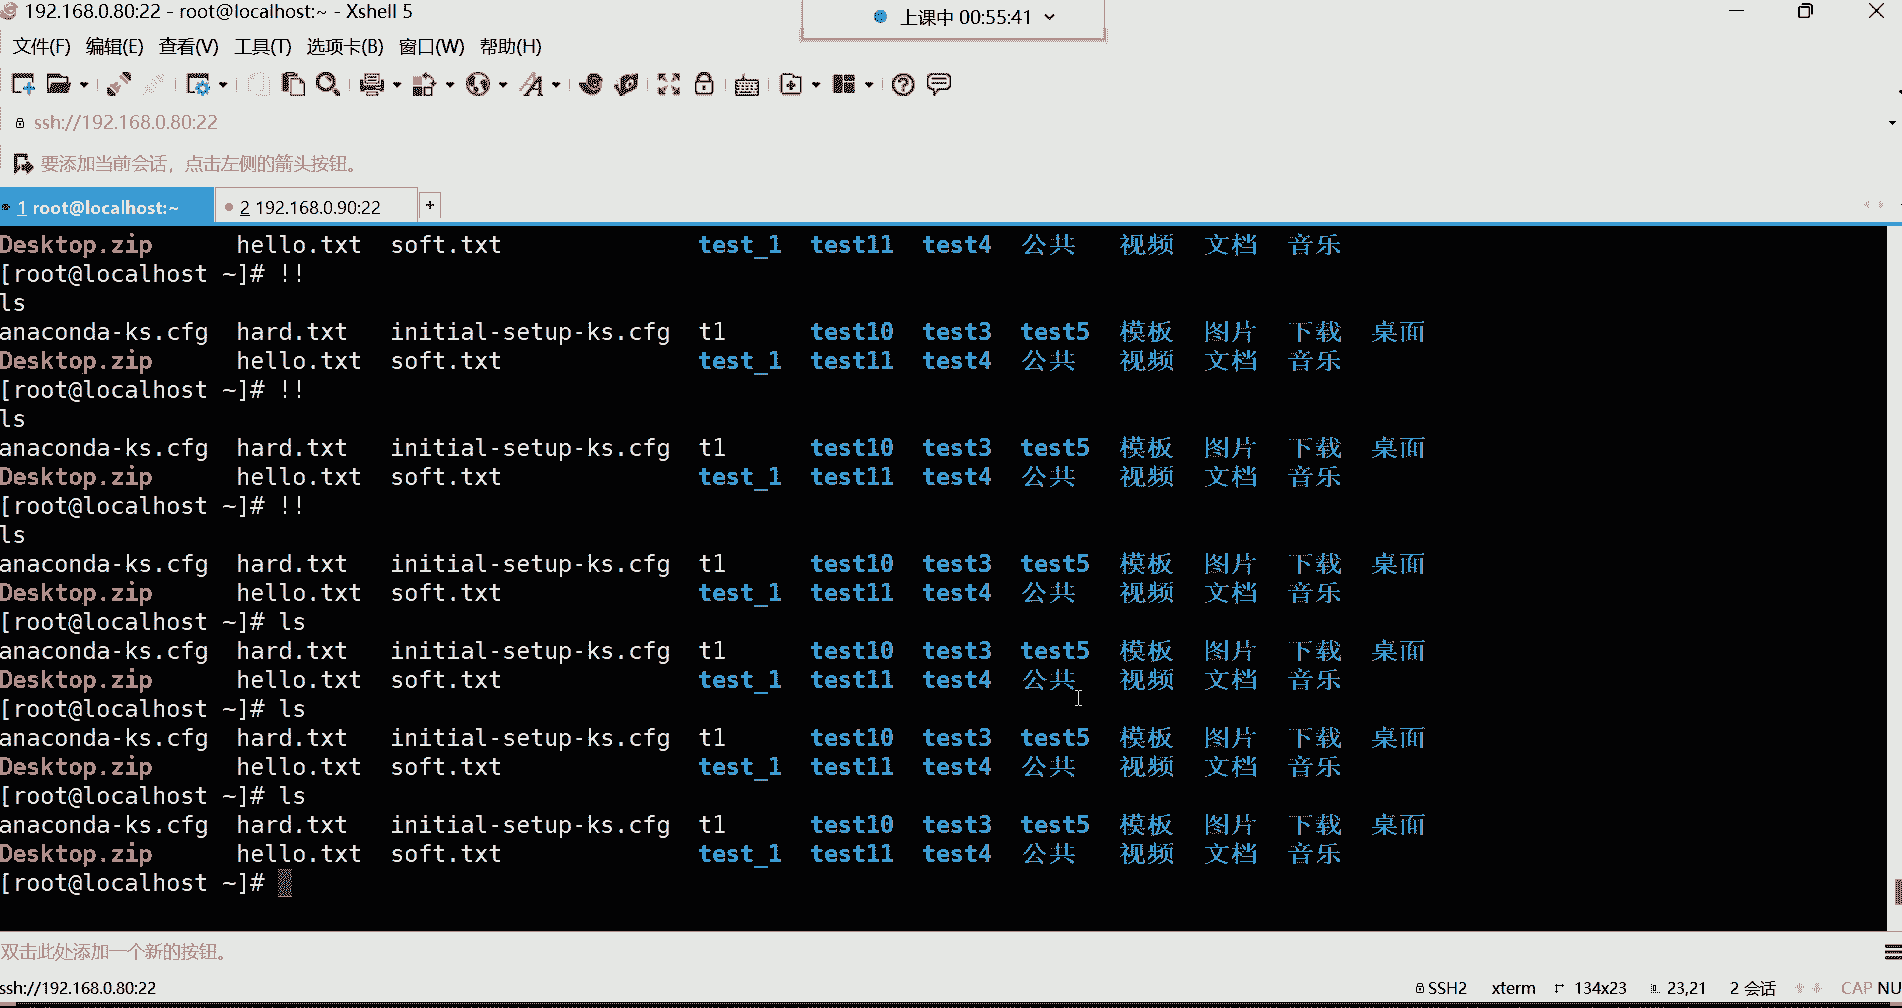 192.168.0.80:22 - root@localhost:~ - Xshell 5
上课中 00:55:41
文件(F) 编辑(E) 查看(V) 工具(T) 选项卡(B) 窗口(W) 帮助(H)
ssh://192.168.0.80:22
要添加当前会话，点击左侧的箭头按钮。
1 root@localhost:~ 2 192.168.0.90:22 +
Desktop.zip hello.txt soft.txt test_1 test11 test4 公共 视频 文档 音乐
[root@localhost ~]# !!
ls
anaconda-ks.cfg hard.txt initial-setup-ks.cfg t1 test10 test3 test5 模板 图片 下载 桌面
Desktop.zip hello.txt soft.txt test_1 test11 test4 公共 视频 文档 音乐
[root@localhost ~]# !!
ls
anaconda-ks.cfg hard.txt initial-setup-ks.cfg t1 test10 test3 test5 模板 图片 下载 桌面
Desktop.zip hello.txt soft.txt test_1 test11 test4 公共 视频 文档 音乐
[root@localhost ~]# !!
ls
anaconda-ks.cfg hard.txt initial-setup-ks.cfg t1 test10 test3 test5 模板 图片 下载 桌面
Desktop.zip hello.txt soft.txt test_1 test11 test4 公共 视频 文档 音乐
[root@localhost ~]# ls
anaconda-ks.cfg hard.txt initial-setup-ks.cfg t1 test10 test3 test5 模板 图片 下载 桌面
Desktop.zip hello.txt soft.txt test_1 test11 test4 公共 视频 文档 音乐
[root@localhost ~]# ls
anaconda-ks.cfg hard.txt initial-setup-ks.cfg t1 test10 test3 test5 模板 图片 下载 桌面
Desktop.zip hello.txt soft.txt test_1 test11 test4 公共 视频 文档 音乐
[root@localhost ~]# ls
anaconda-ks.cfg hard.txt initial-setup-ks.cfg t1 test10 test3 test5 模板 图片 下载 桌面
Desktop.zip hello.txt soft.txt test_1 test11 test4 公共 视频 文档 音乐
[root@localhost ~]#
双击此处添加一个新的按钮。
ssh://192.168.0.80:22 SSH2 xterm 134x23 23,21 2 会话 CAP NU